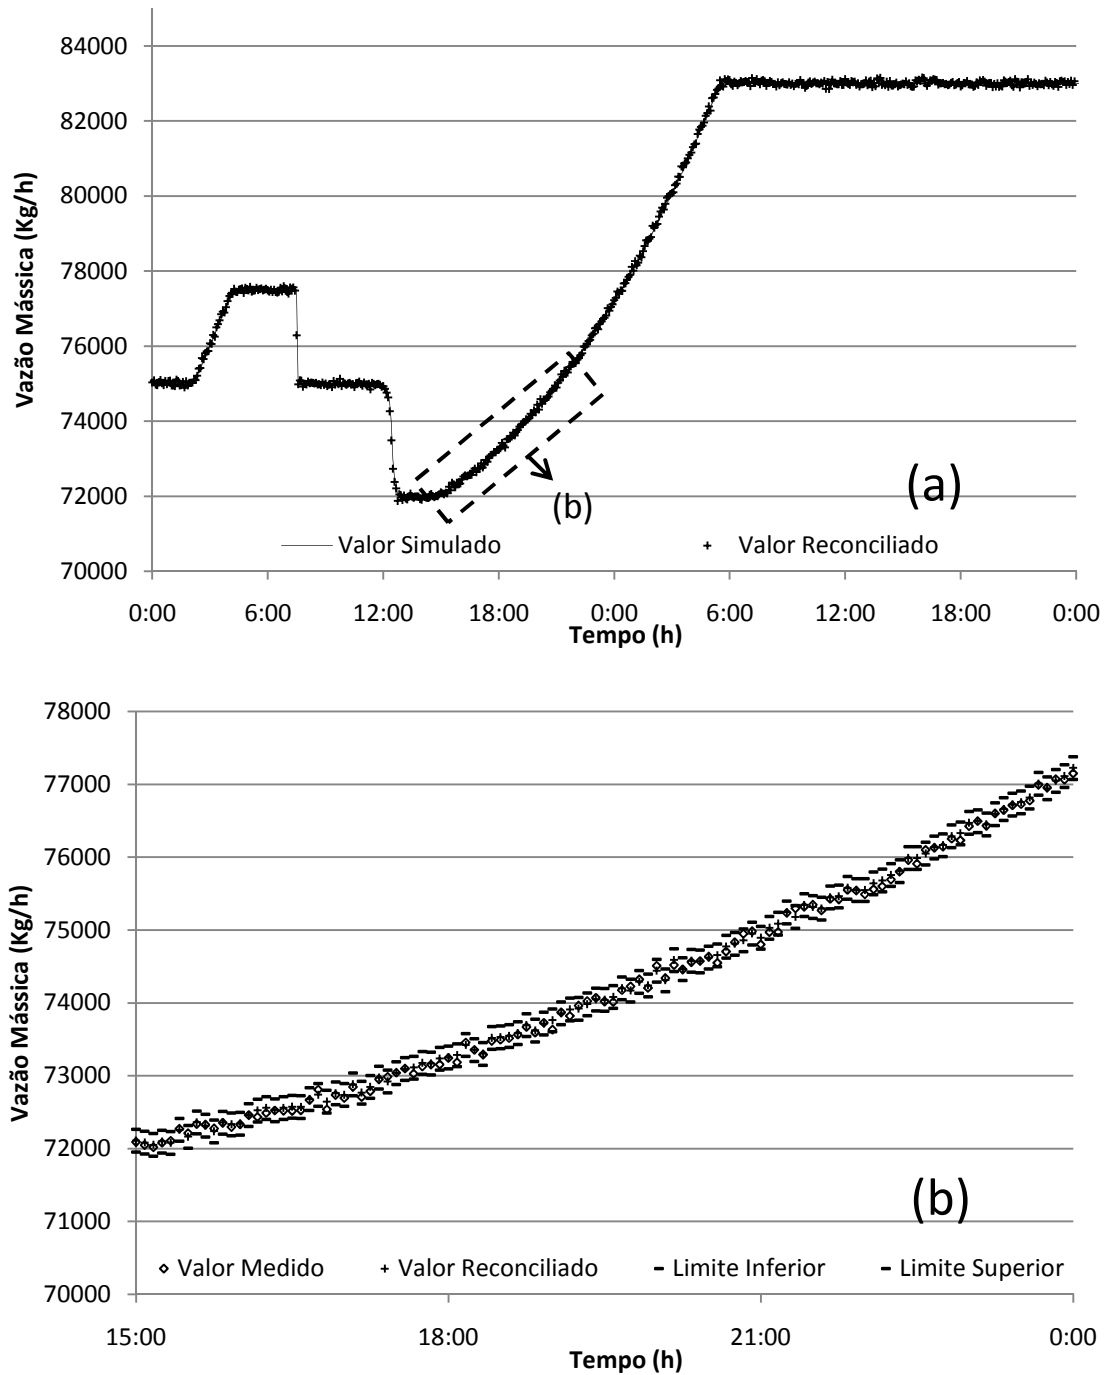 84000
82000
80000
78000
76000
74000
72000
70000
Vazão Mássica (Kg/h)
(a)
(b)
Valor Simulado + Valor Reconciliado
0:00 6:00 12:00 18:00 0:00 6:00 12:00 18:00 0:00
Tempo (h)
78000
77000
76000
75000
74000
73000
72000
71000
70000
Vazão Mássica (Kg/h)
(b)
Valor Medido + Valor Reconciliado Limite Inferior Limite Superior
15:00 18:00 21:00 0:00
Tempo (h)